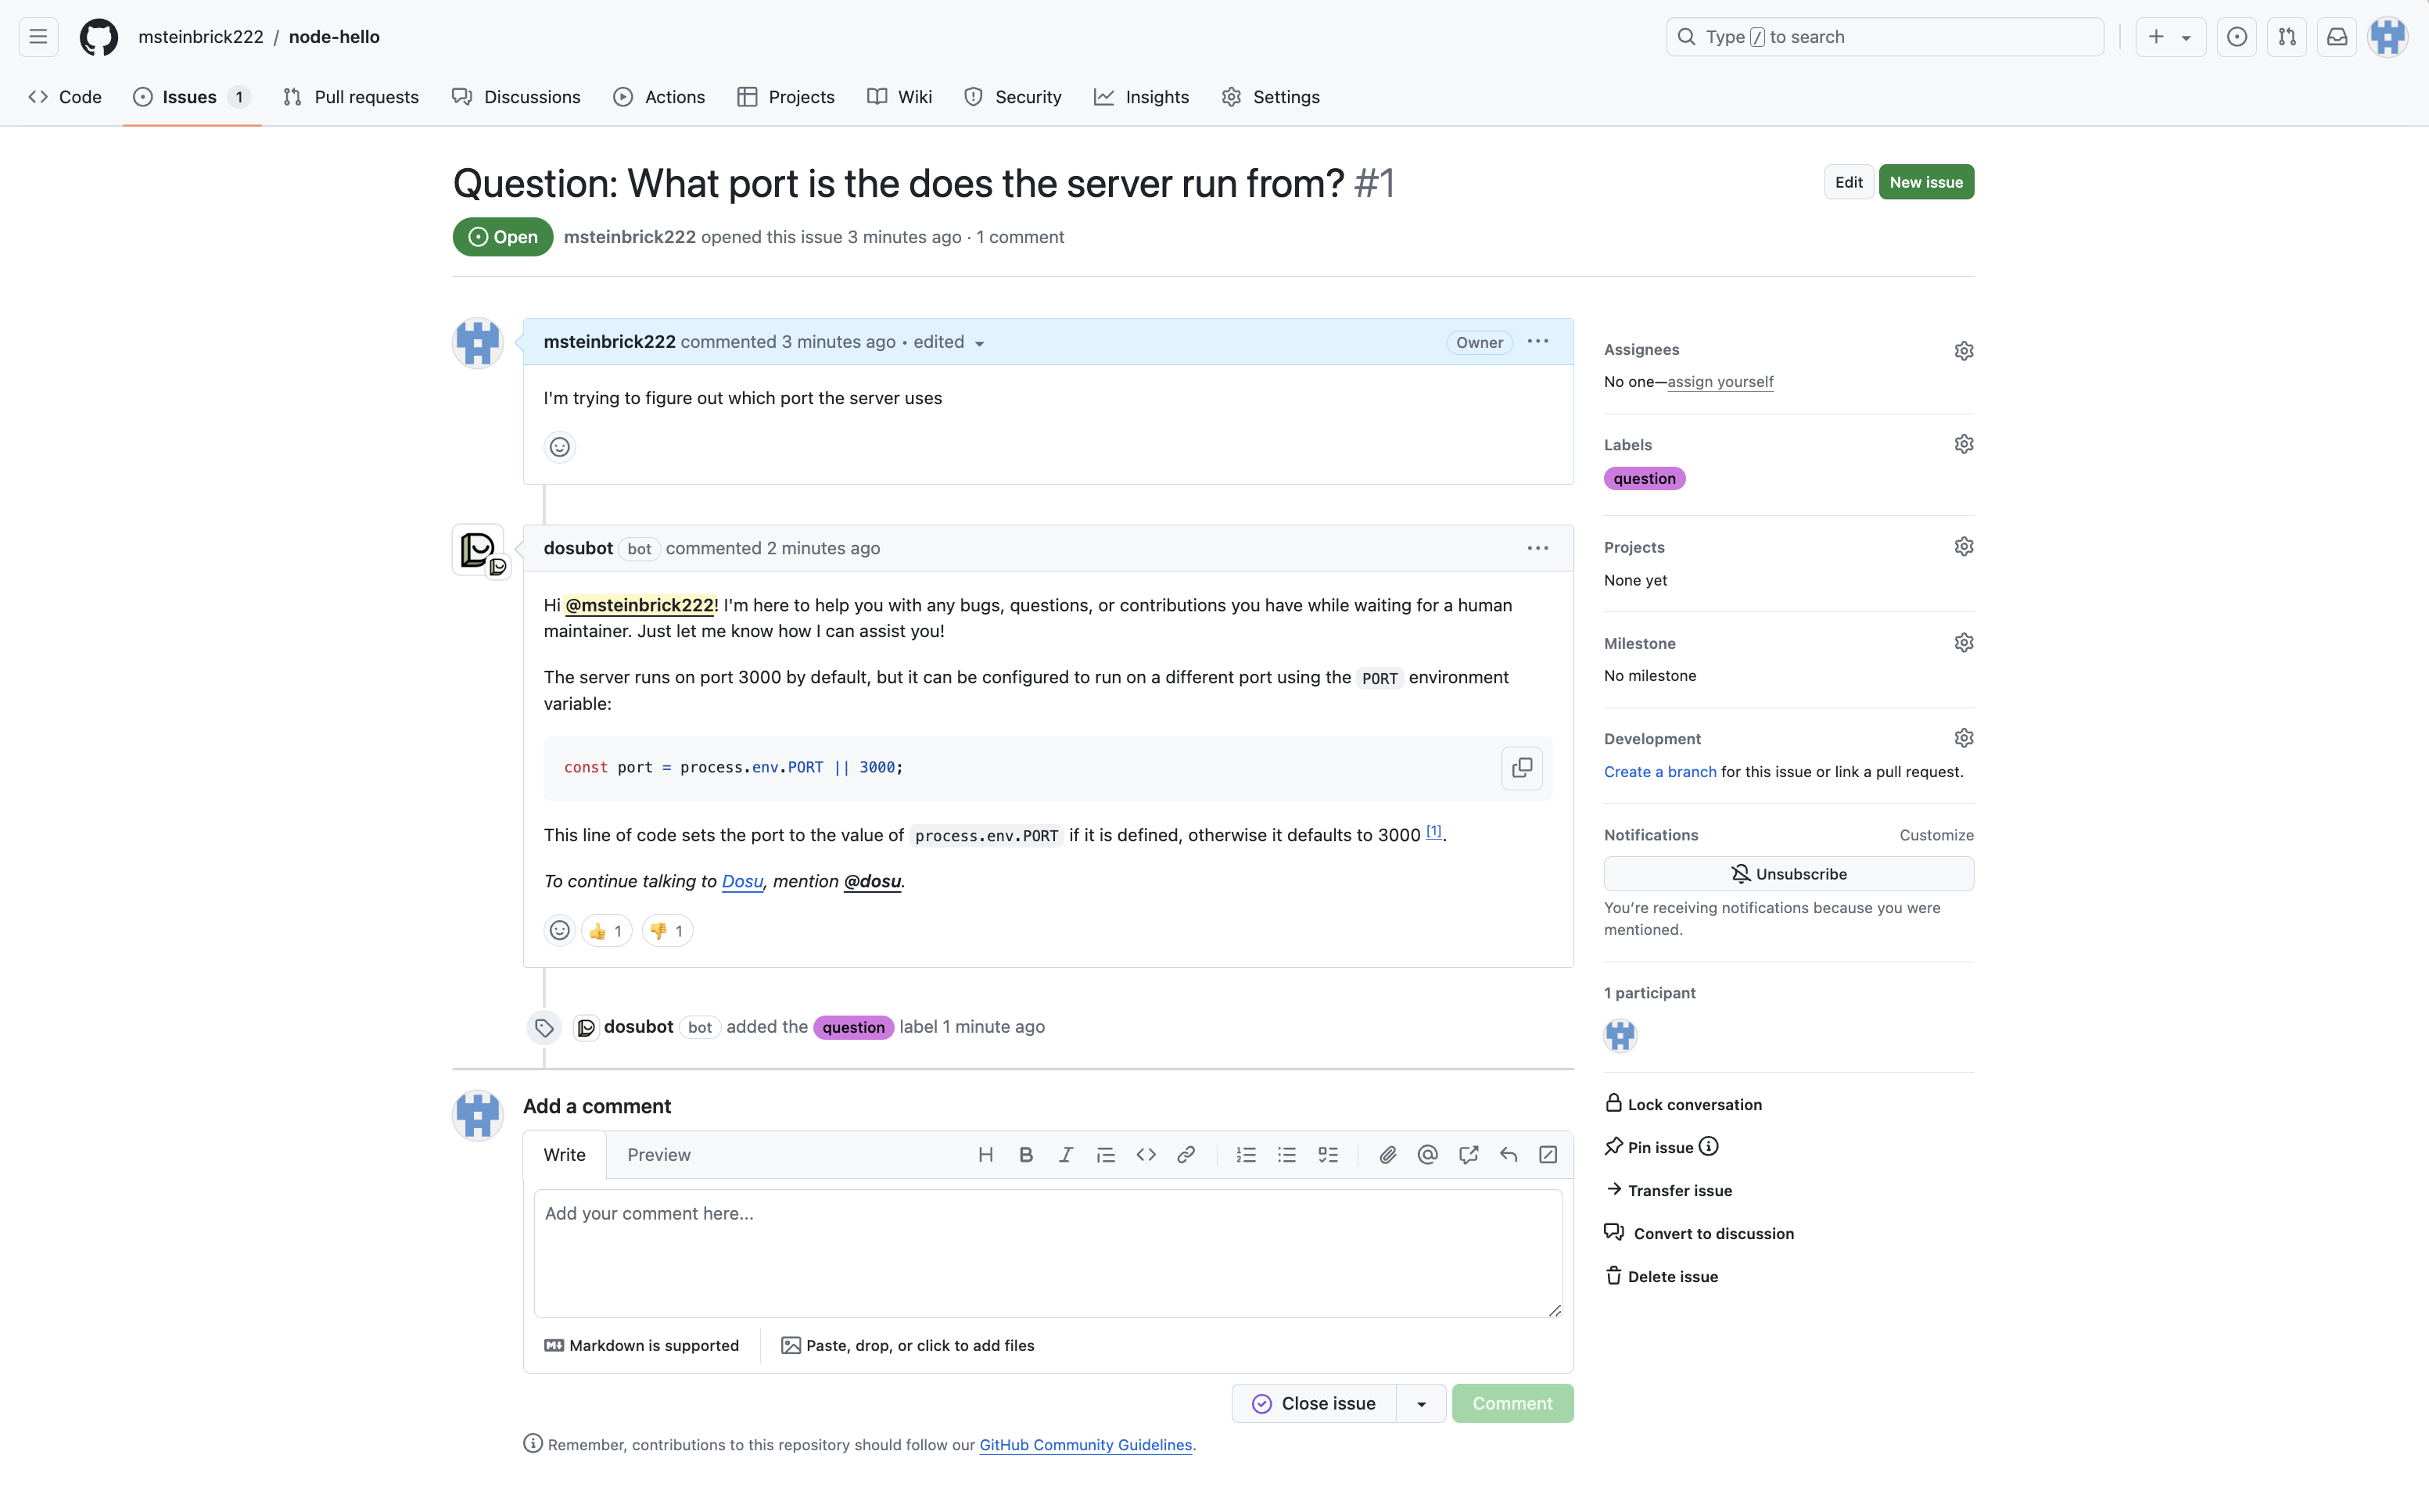 msteinbrick222 / node-hello
Type / to search
Code
Issues 1
Pull requests
Discussions
Actions
Projects
Wiki
Security
Insights
Settings
Question: What port is the does the server run from? #1
Edit
New issue
Open
msteinbrick222 opened this issue 3 minutes ago · 1 comment
msteinbrick222 commented 3 minutes ago • edited
Owner
I'm trying to figure out which port the server uses
dosubot bot commented 2 minutes ago
Hi @msteinbrick222! I'm here to help you with any bugs, questions, or contributions you have while waiting for a human
maintainer. Just let me know how I can assist you!
The server runs on port 3000 by default, but it can be configured to run on a different port using the PORT environment
variable:
const port = process.env.PORT || 3000;
This line of code sets the port to the value of process.env.PORT if it is defined, otherwise it defaults to 3000 [1].
To continue talking to Dosu, mention @dosu.
👍 1
👎 1
dosubot bot added the question label 1 minute ago
Add a comment
Write
Preview
Add your comment here...
Markdown is supported
Paste, drop, or click to add files
Close issue
Comment
Remember, contributions to this repository should follow our GitHub Community Guidelines.
Assignees
No one—assign yourself
Labels
question
Projects
None yet
Milestone
No milestone
Development
Create a branch for this issue or link a pull request.
Notifications
Customize
Unsubscribe
You're receiving notifications because you were
mentioned.
1 participant
Lock conversation
Pin issue
Transfer issue
Convert to discussion
Delete issue